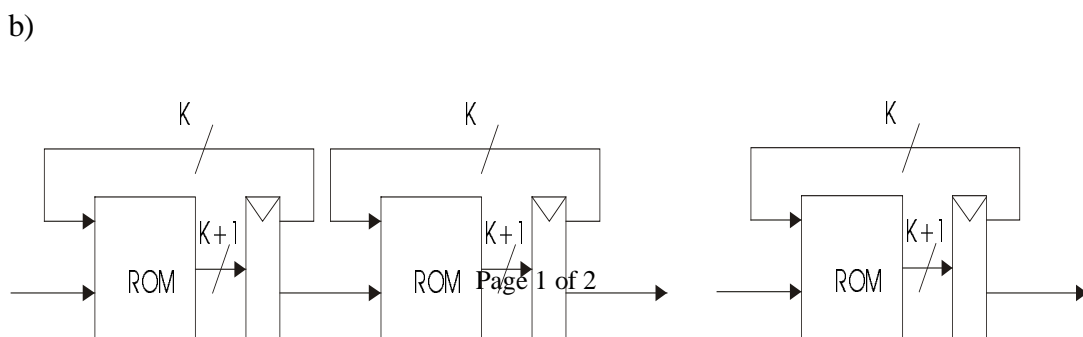 b)
K K K
K+1 K+1 K+1
ROM ROM Page 1 of 2 ROM